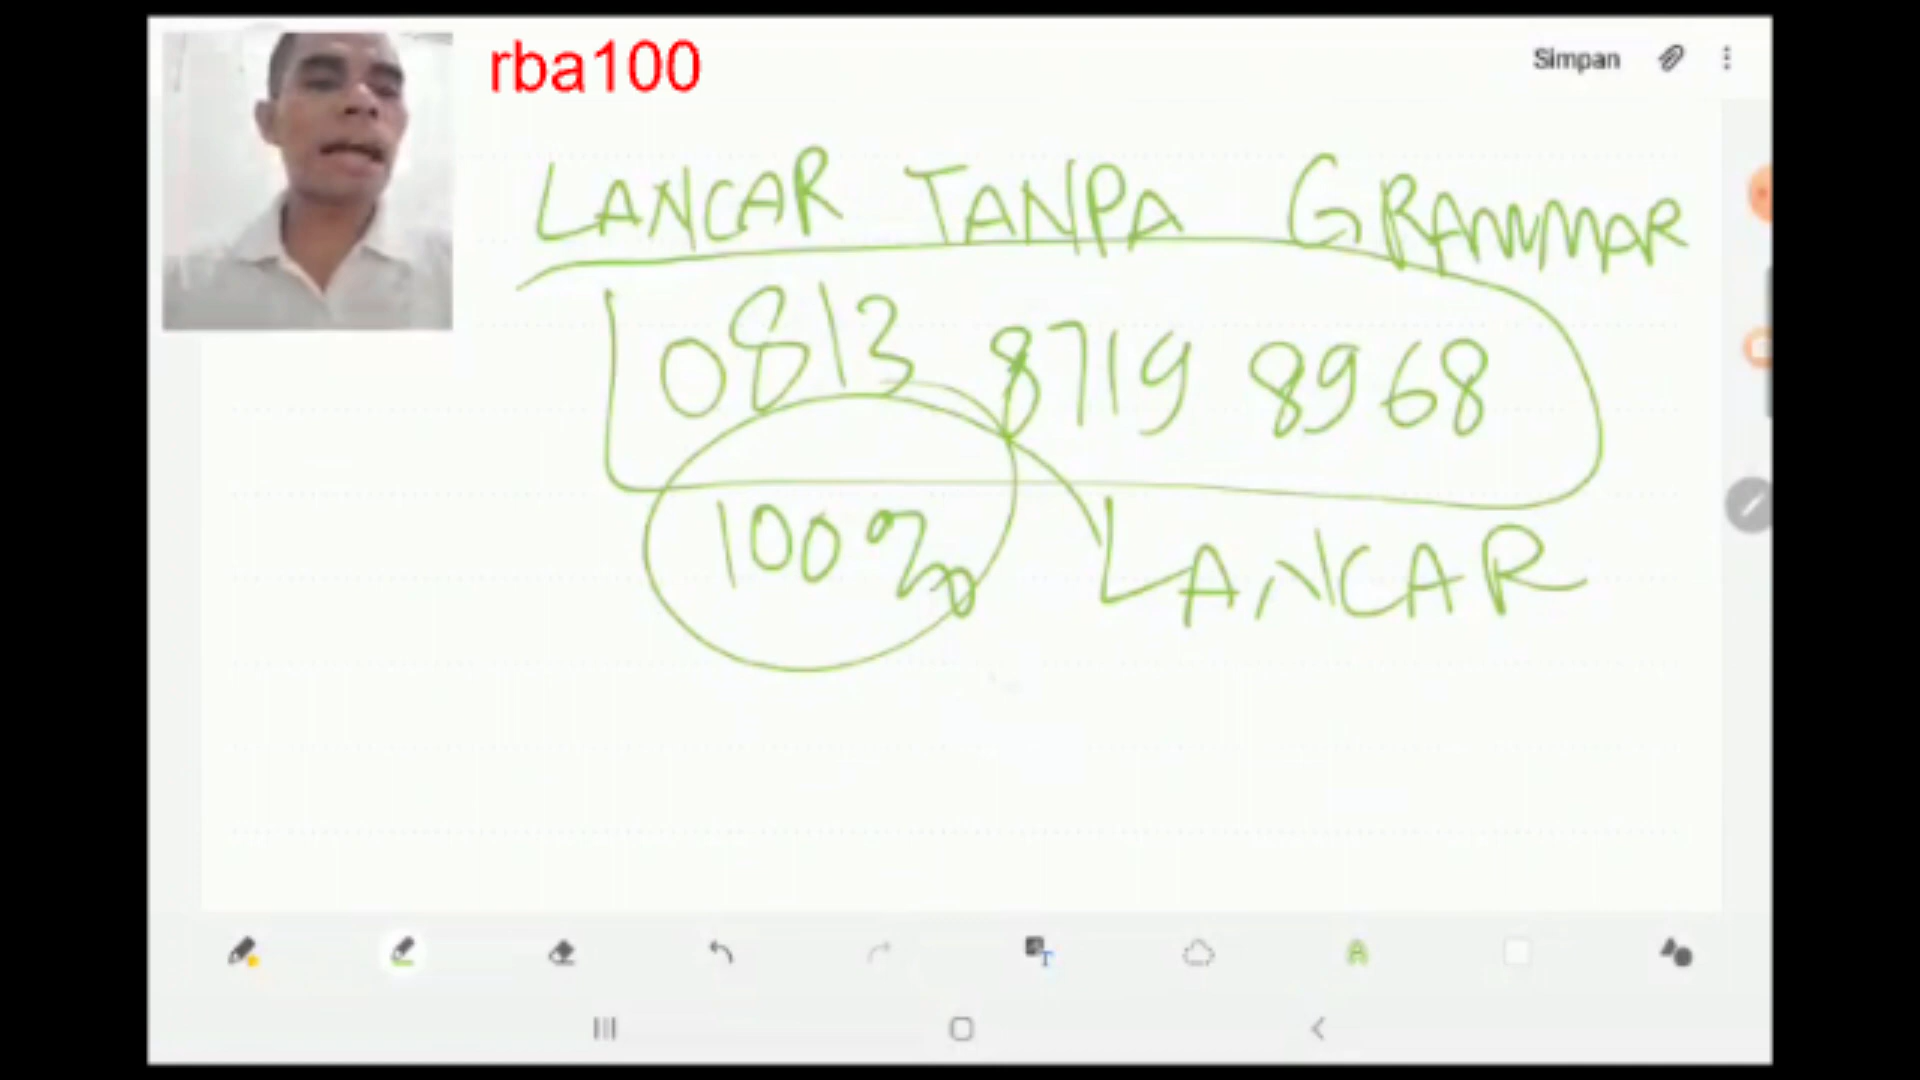 rba100
Simpan
LANCAR TANPA GRAMMAR
0813 8719 8968
100% LANCAR